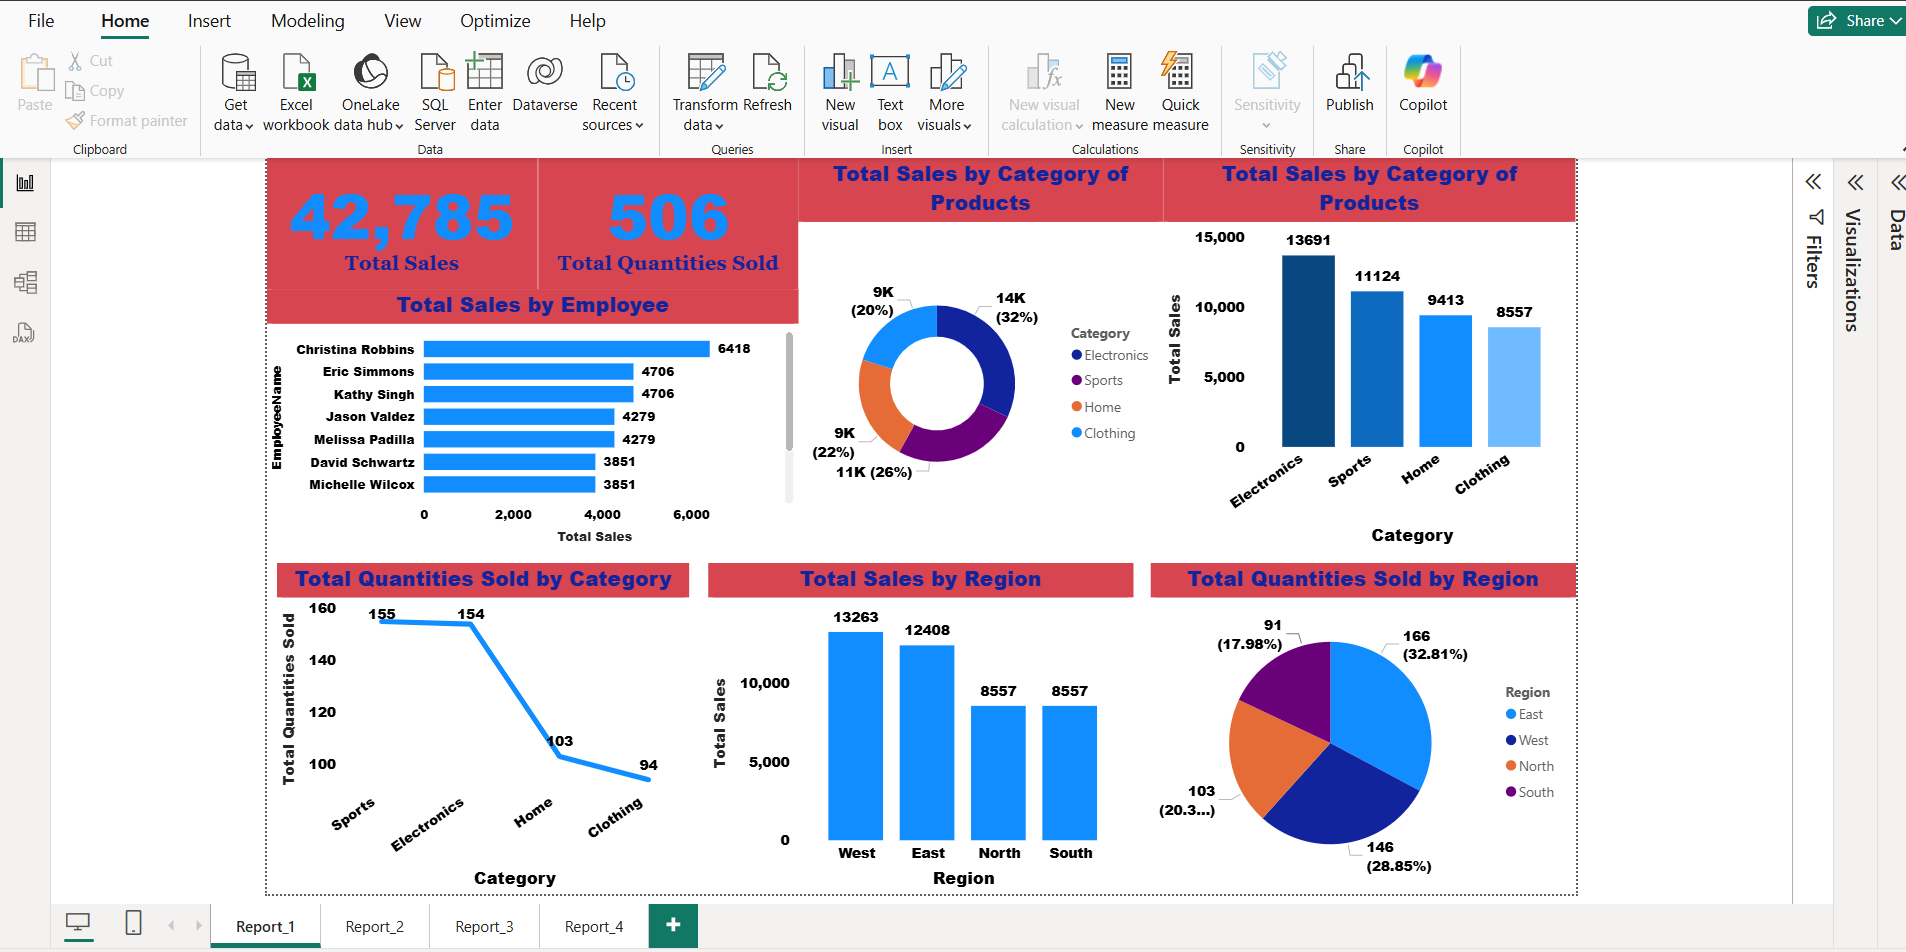 File Home Insert Modeling View Optimize Help
Share
Paste
Cut
Copy
Format painter
Clipboard
Get data
Excel workbook
OneLake data hub
SQL Server
Enter data
Dataverse
Recent sources
Data
Transform data
Refresh
Queries
New visual
Text box
More visuals
Insert
New visual calculation
New measure
Quick measure
Calculations
Sensitivity
Sensitivity
Publish
Share
Copilot
Copilot
DAX
42,785
Total Sales
506
Total Quantities Sold
Total Sales by Employee
EmployeeName
Christina Robbins 6418
Eric Simmons 4706
Kathy Singh 4706
Jason Valdez 4279
Melissa Padilla 4279
David Schwartz 3851
Michelle Wilcox 3851
0 2,000 4,000 6,000
Total Sales
Total Sales by Category of
Products
9K
(20%)
14K
(32%)
9K
(22%)
11K (26%)
Category
Electronics
Sports
Home
Clothing
Total Sales by Category of
Products
Total Sales
15,000
10,000
5,000
0
13691
11124
9413
8557
Electronics
Sports
Home
Clothing
Category
Total Quantities Sold by Category
Total Quantities Sold
160
140
120
100
155
154
103
94
Sports
Electronics
Home
Clothing
Category
Total Sales by Region
Total Sales
10,000
5,000
0
13263
12408
8557
8557
West East North South
Region
Total Quantities Sold by Region
91
(17.98%)
166
(32.81%)
103
(20.3...)
146
(28.85%)
Region
East
West
North
South
Filters
Visualizations
Data
Report_1 Report_2 Report_3 Report_4